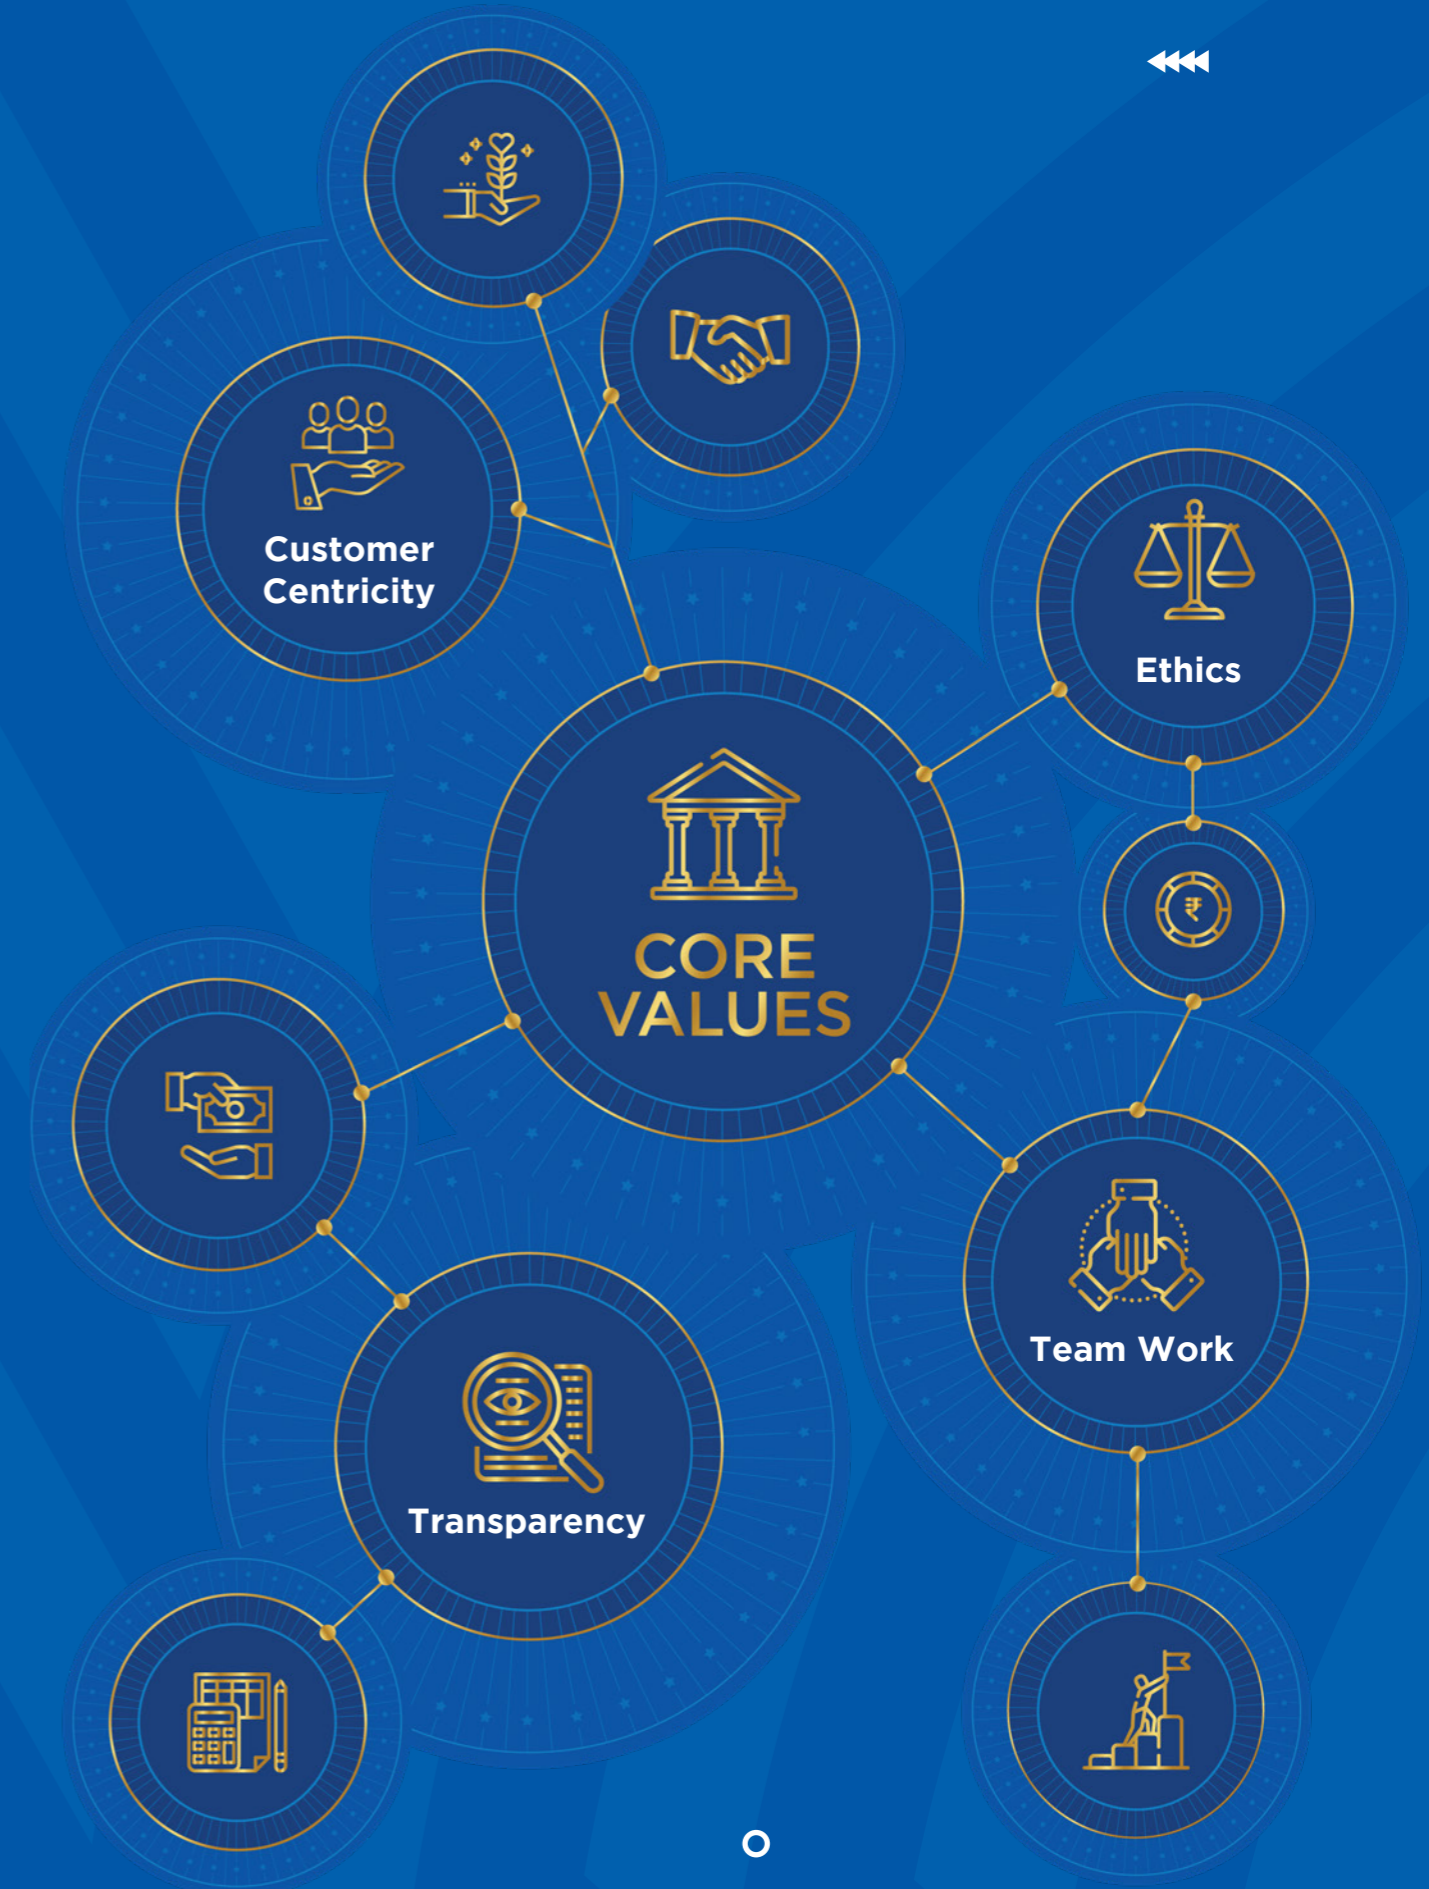 Customer
Centricity
Ethics
CORE
VALUES
₹
Team Work
Transparency